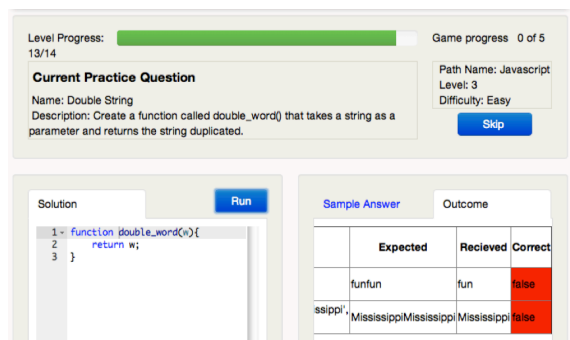 Level Progress:
13/14
Game progress 0 of 5
Current Practice Question
Name: Double String
Description: Create a function called double_word() that takes a string as a
parameter and returns the string duplicated.
Path Name: Javascript
Level: 3
Difficulty: Easy
Skip
Solution
Run
1 function double_word(w){
2 return w;
3 }
Sample Answer
Outcome
Expected Recieved Correct
funfun fun false
issippi', MississippiMississippi Mississippi false